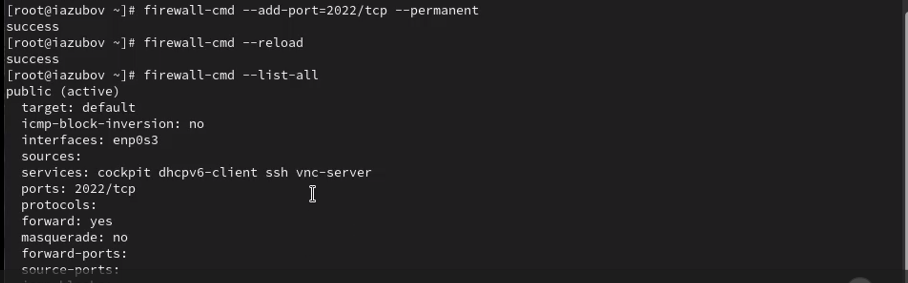 [root@iazubov ~]# firewall-cmd --add-port=2022/tcp --permanent
success
[root@iazubov ~]# firewall-cmd --reload
success
[root@iazubov ~]# firewall-cmd --list-all
public (active)
  target: default
  icmp-block-inversion: no
  interfaces: enp0s3
  sources:
  services: cockpit dhcpv6-client ssh vnc-server
  ports: 2022/tcp
  protocols:
  forward: yes
  masquerade: no
  forward-ports:
  source-ports: